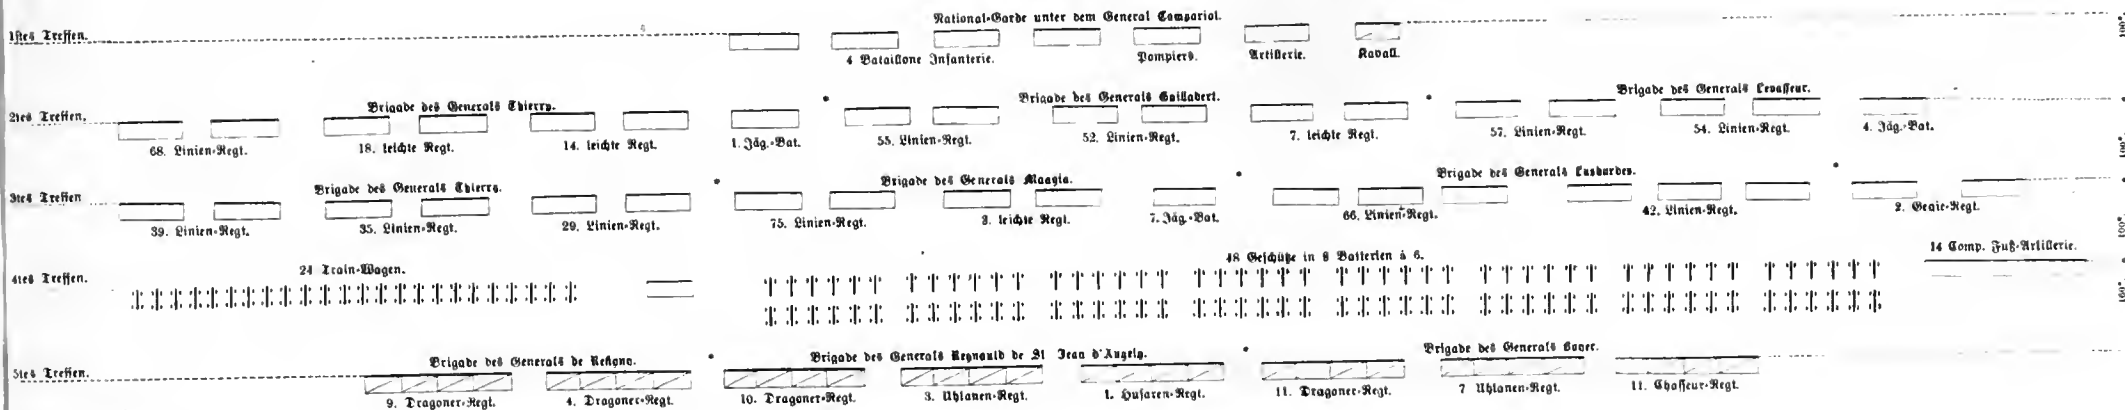 National-Garde unter dem General Compariol.
1stes Treffen.
4 Bataillone Infanterie. Pompiers. Artillerie. Kavall.
100°
Brigade des Generals Thierry. Brigade des Generals Gaillabert. Brigade des Generals Levasseur.
2tes Treffen.
68. Linien-Regt. 18. leichte Regt. 14. leichte Regt. 1. Jäg.-Bat. 55. Linien-Regt. 52. Linien-Regt. 7. leichte Regt. 57. Linien-Regt. 54. Linien-Regt. 4. Jäg.-Bat.
100°
Brigade des Generals Thierry. Brigade des Generals Brigade des Generals
3tes Treffen
39. Linien-Regt. 35. Linien-Regt. 29. Linien-Regt. 75. Linien-Regt. 8. leichte Regt. 7. Jäg.-Bat. 66. Linien-Regt. 42. Linien-Regt. 2. Genie-Regt.
100°
24 Train-Wagen. 48 Geschütze in 8 Batterien à 6. 14 Comp. Fuß-Artillerie.
4tes Treffen.
160°
Brigade des Generals de Brigade des Generals Regnauld de St Jean d'Angely. Brigade des Generals
5tes Treffen.
9. Dragoner-Regt. 4. Dragoner-Regt. 10. Dragoner-Regt. 3. Uhlanen-Regt. 1. Husaren-Regt. 11. Dragoner-Regt. 7 Uhlanen-Regt. 11. Chasseur-Regt.